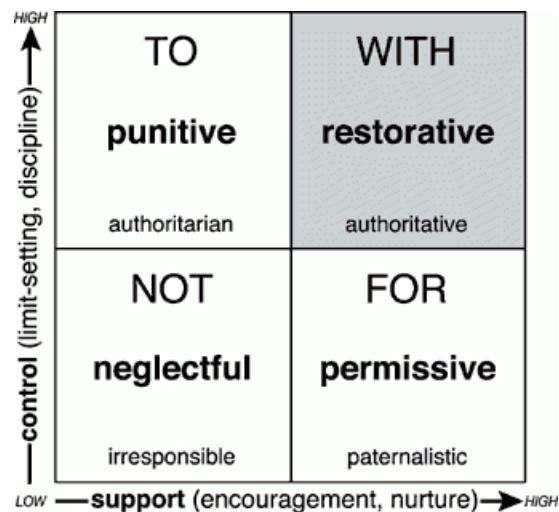 HIGH
TO
punitive
authoritarian
WITH
restorative
authoritative
NOT
neglectful
irresponsible
FOR
permissive
paternalistic
control (limit-setting, discipline)
LOW
support (encouragement, nurture)
HIGH